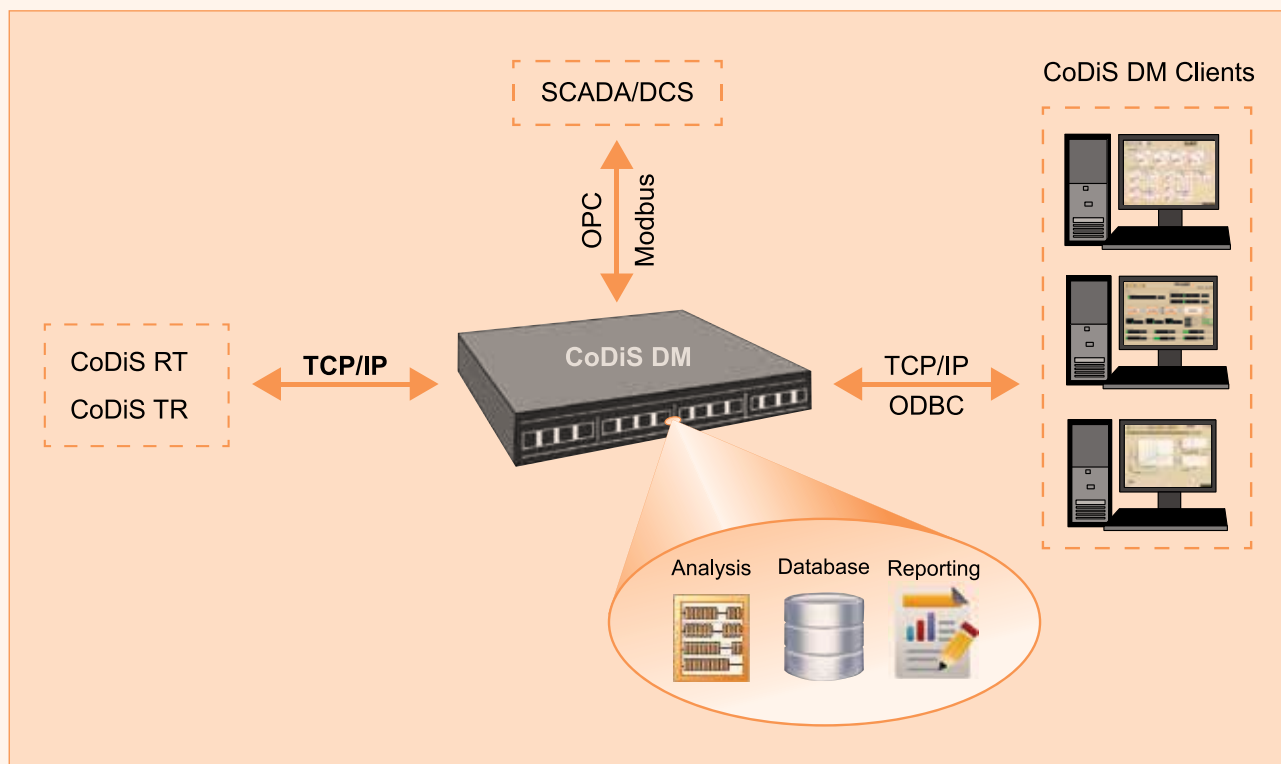 SCADA/DCS
CoDiS DM Clients
OPC
Modbus
CoDiS RT
CoDiS TR
TCP/IP
CoDiS DM
TCP/IP
ODBC
Analysis
Database
Reporting